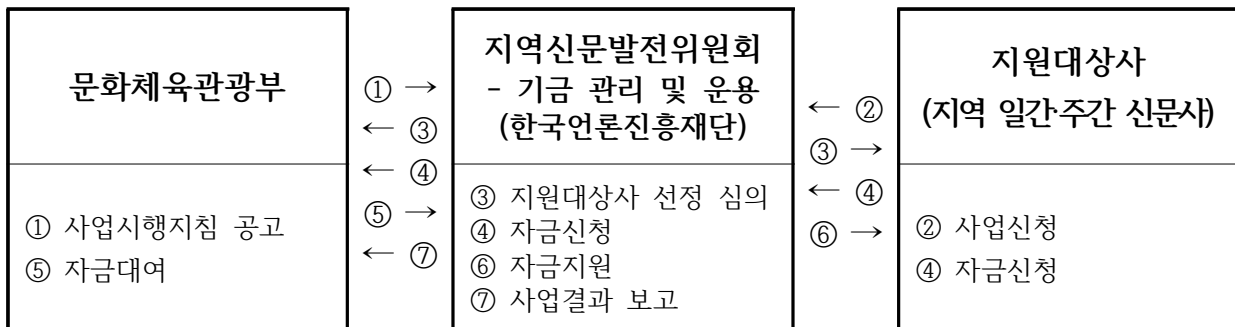 문화체육관광부
① 사업시행지침 공고
⑤ 자금대여
① →
← ③
← ④
⑤ →
← ⑦
지역신문발전위원회
- 기금 관리 및 운용
(한국언론진흥재단)
③ 지원대상사 선정 심의
④ 자금신청
⑥ 자금지원
⑦ 사업결과 보고
← ②
③ →
← ④
⑥ →
지원대상사
(지역 일간·주간 신문사)
② 사업신청
④ 자금신청